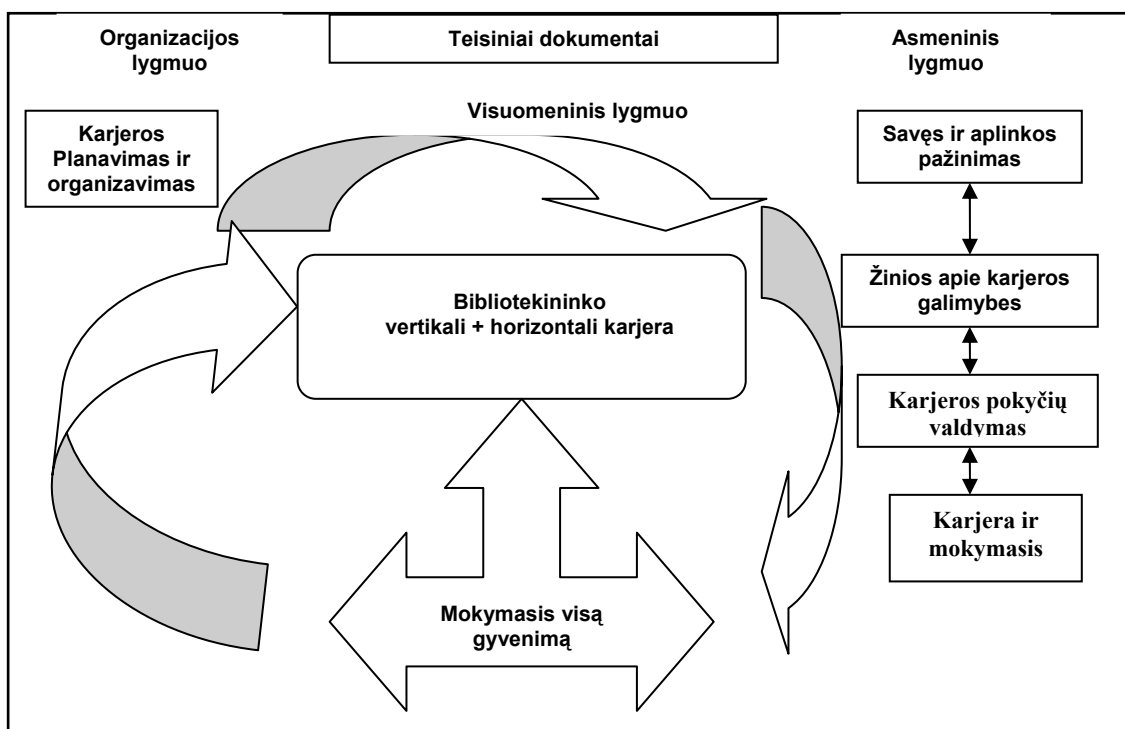 Organizacijos
lygmuo
Teisiniai dokumentai
Asmeninis
lygmuo
Visuomeninis lygmuo
Karjeros
Planavimas ir
organizavimas
Savęs ir aplinkos
pažinimas
Žinios apie karjeros
galimybes
Bibliotekininko
vertikali + horizontali karjera
Karjeros pokyčių
valdymas
Karjera ir
mokymasis
Mokymasis visą
gyvenimą